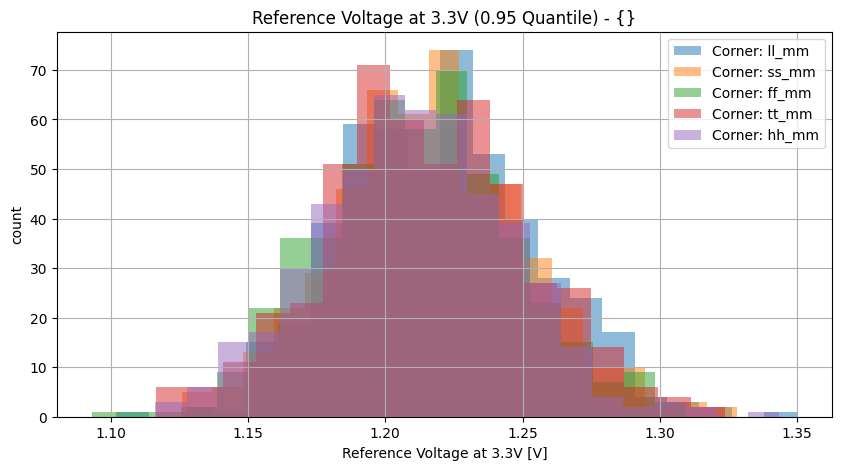 Reference Voltage at 3.3V (0.95 Quantile) - {}
Corner: ll_mm
Corner: ss_mm
Corner: ff_mm
Corner: tt_mm
Corner: hh_mm
70
60
50
40
30
20
10
0
count
1.10
1.15
1.20
1.25
1.30
1.35
Reference Voltage at 3.3V [V]